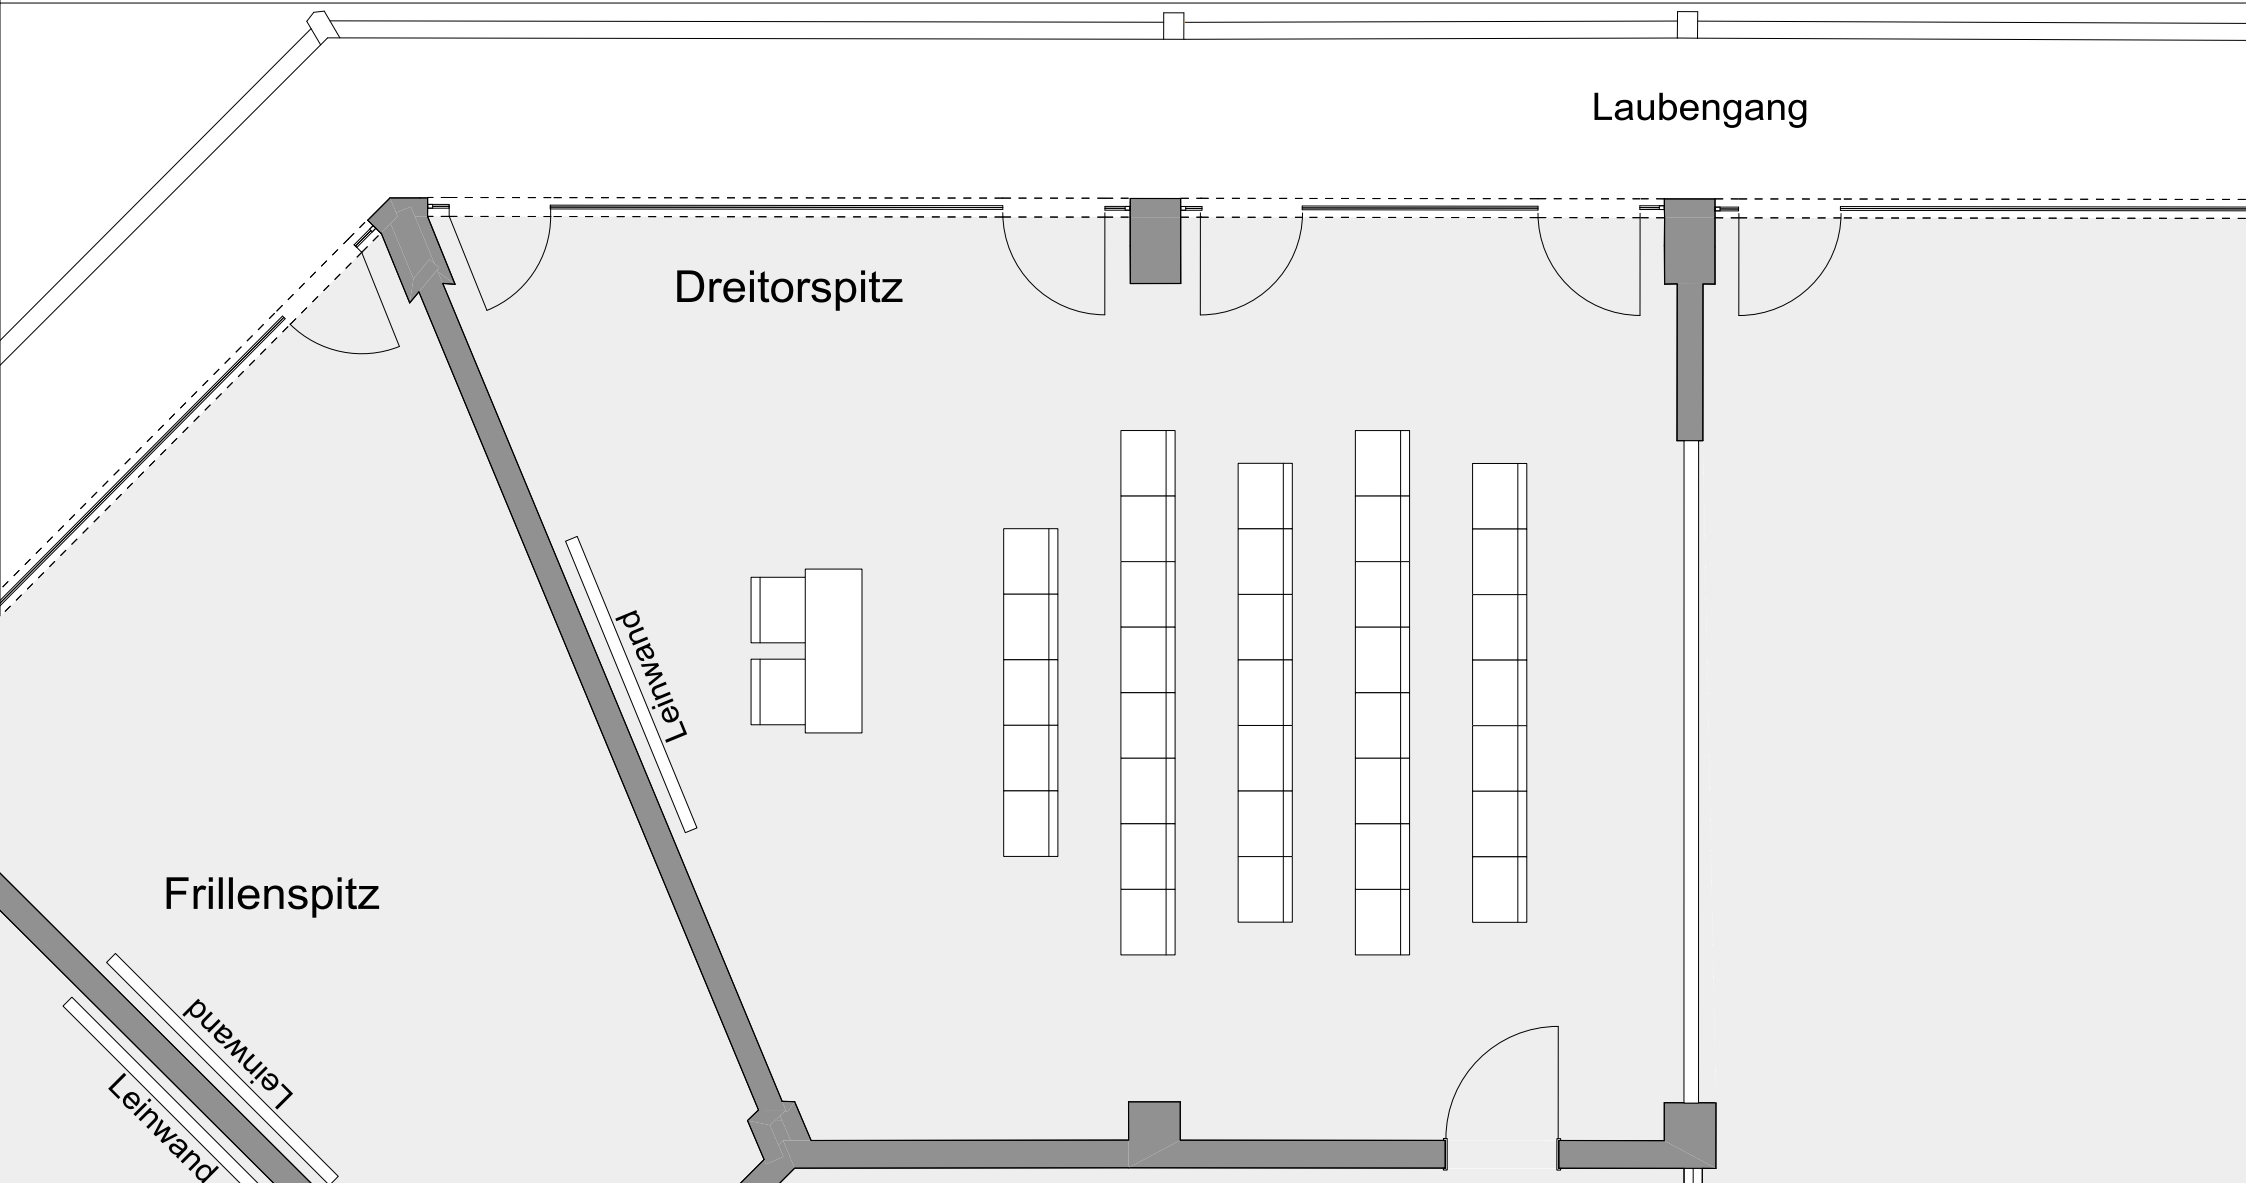 Laubengang
Dreitorspitz
Leinwand
Frillenspitz
Leinwand
Leinwand